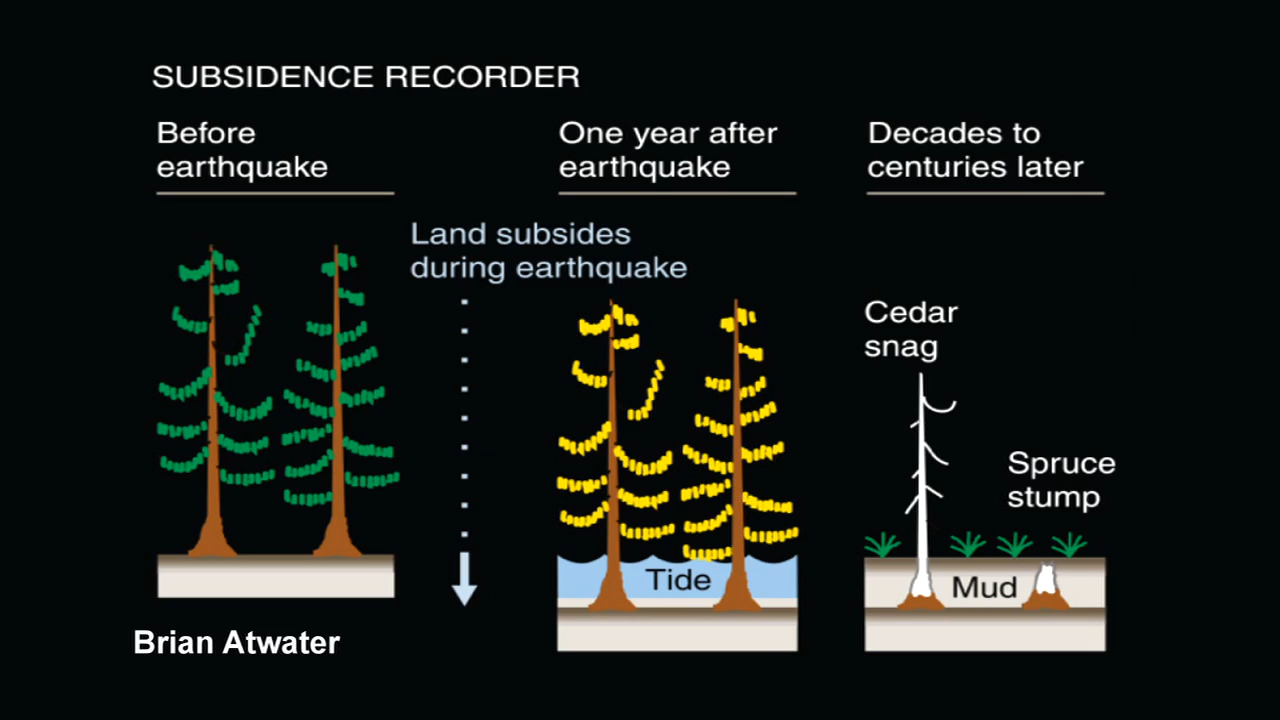 SUBSIDENCE RECORDER
Before
earthquake
One year after
earthquake
Decades to
centuries later
Land subsides
during earthquake
Cedar
snag
Spruce
stump
Tide
Mud
Brian Atwater